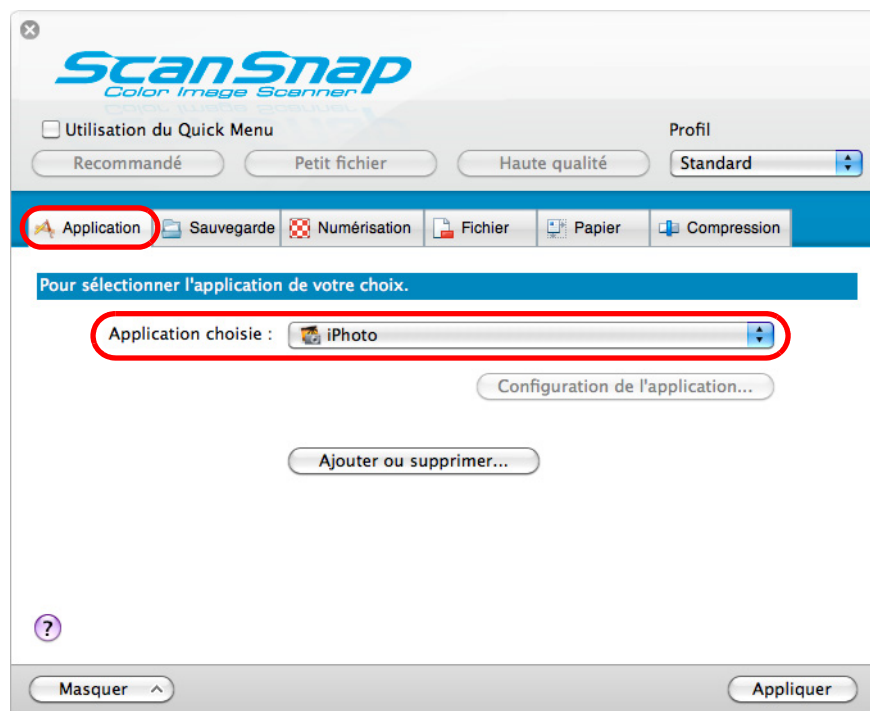 ScanSnap
Color Image Scanner
Utilisation du Quick Menu
Profil
Recommandé Petit fichier Haute qualité Standard
Application Sauvegarde Numérisation Fichier Papier Compression
Pour sélectionner l'application de votre choix.
Application choisie : iPhoto
Configuration de l'application...
Ajouter ou supprimer...
?
Masquer Appliquer